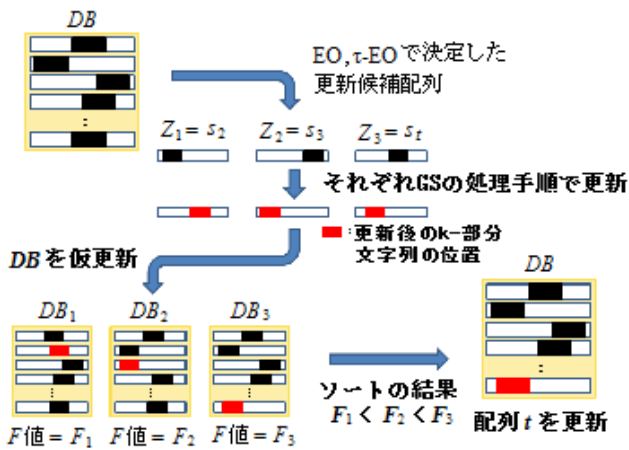 DB
EO,τ-EOで決定した
更新候補配列
:
Z₁= s₂ Z₂= s₃ Z₃= sₜ
それぞれGSの処理手順で更新
:更新後のk-部分
文字列の位置
DBを仮更新
DB
DB₁ DB₂ DB₃
:
: : :
ソートの結果
F₁ < F₂ < F₃
F値 = F₁ F値 = F₂ F値 = F₃
配列 t を更新